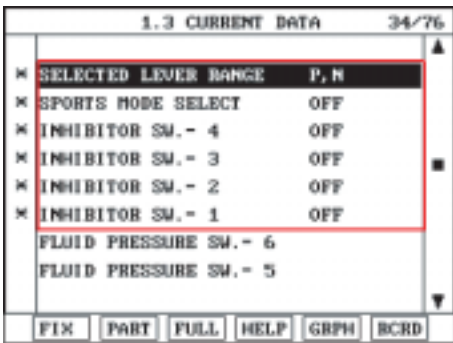 1.3 CURRENT DATA 34/76
× SELECTED LEVER RANGE P,N
× SPORTS MODE SELECT OFF
× INHIBITOR SW.- 4 OFF
× INHIBITOR SW.- 3 OFF
× INHIBITOR SW.- 2 OFF
× INHIBITOR SW.- 1 OFF
FLUID PRESSURE SW.- 6
FLUID PRESSURE SW.- 5
FIX PART FULL HELP GRPH RCRD